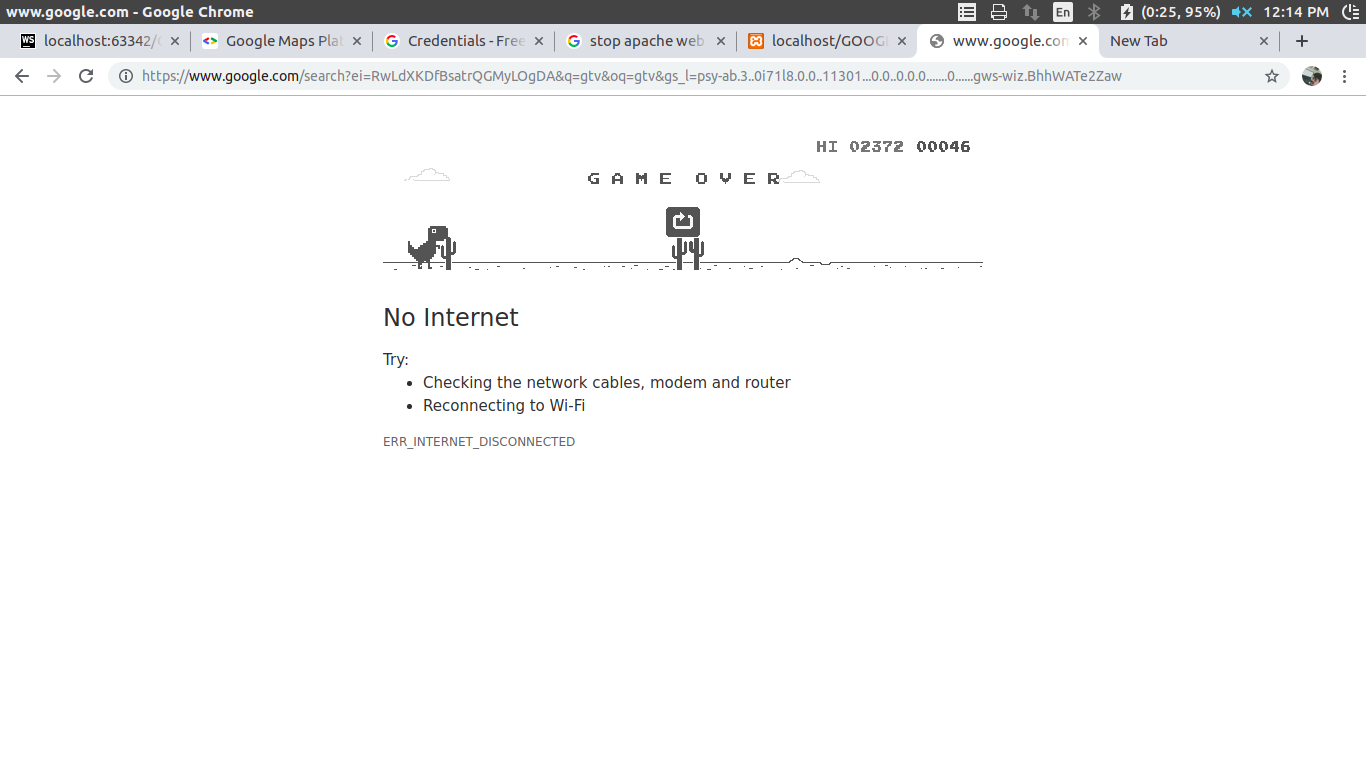 www.google.com - Google Chrome
En (0:25, 95%) 12:14 PM
WS localhost:63342/G Google Maps Plat Credentials - Free stop apache web localhost/GOOGL www.google.com New Tab
https://www.google.com/search?ei=RwLdXKDfBsatrQGMyLOgDA&q=gtv&oq=gtv&gs_l=psy-ab.3..0i71l8.0.0..11301...0.0..0.0.0.......0......gws-wiz.BhhWATe2Zaw
HI 02372 00046
GAME OVER
No Internet
Try:
• Checking the network cables, modem and router
• Reconnecting to Wi-Fi
ERR_INTERNET_DISCONNECTED